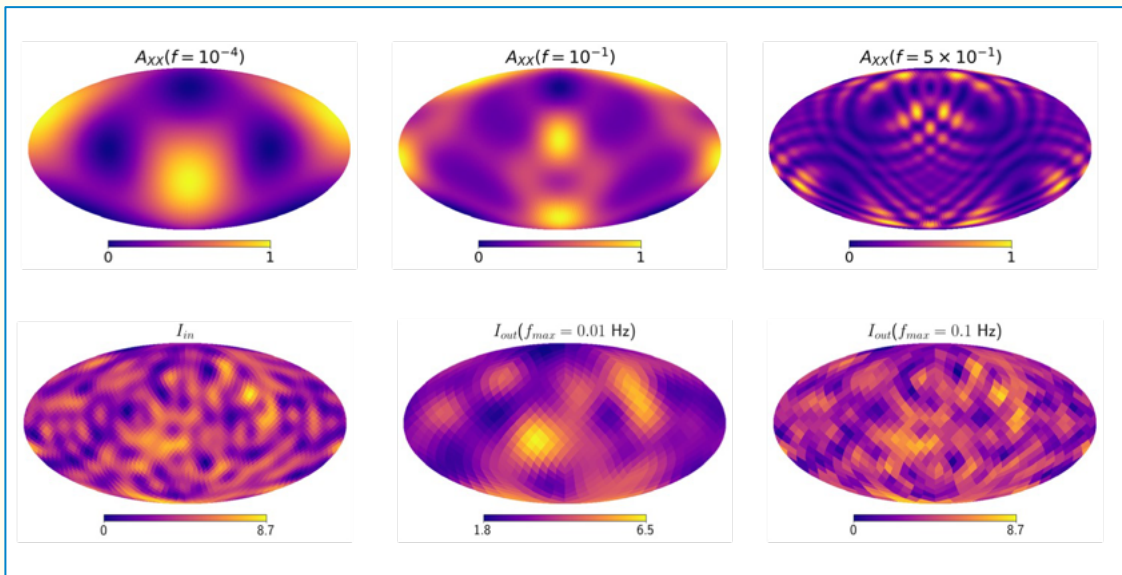 A_XX(f = 10⁻⁴)
0 1
A_XX(f = 10⁻¹)
0 1
A_XX(f = 5 × 10⁻¹)
0 1
I_in
0 8.7
I_out(f_max = 0.01 Hz)
1.8 6.5
I_out(f_max = 0.1 Hz)
0 8.7